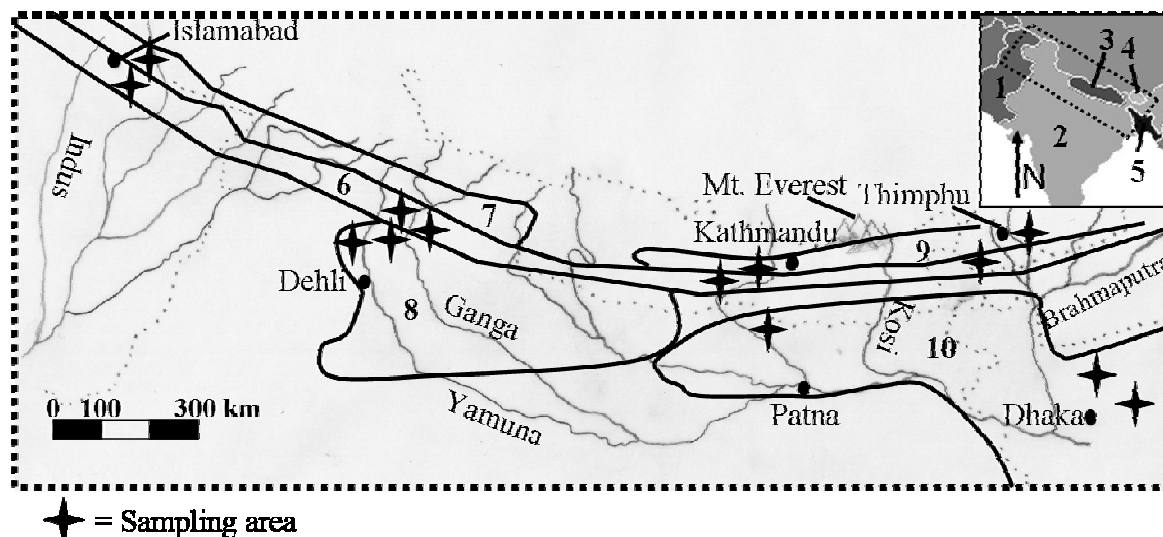 Islamabad
3
4
1
2
5
N
Indus
6
7
Mt. Everest
Thimphu
Kathmandu
9
Dehli
8
Ganga
Kosi
10
Brahmaputra
0 100 300 km
Yamuna
Patna
Dhaka
= Sampling area